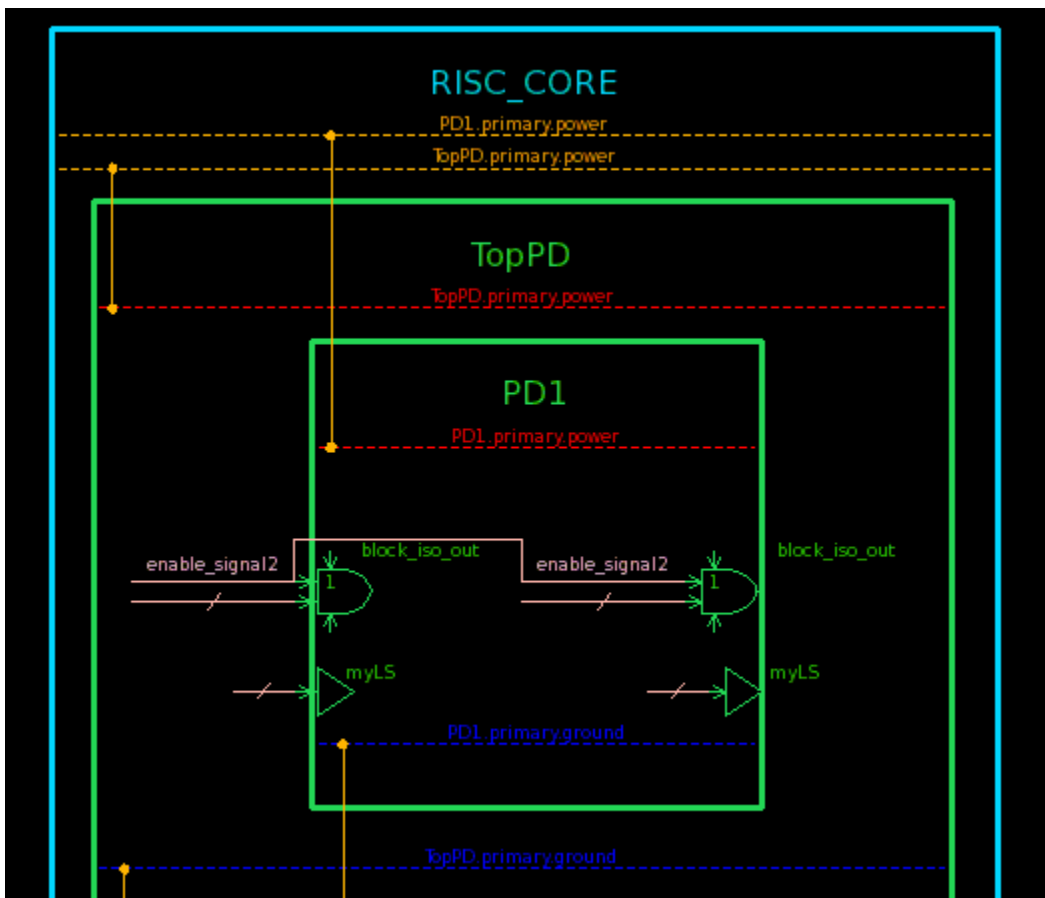 RISC_CORE
PD1.primary.power
TopPD.primary.power
TopPD
TopPD.primary.power
PD1
PD1.primary.power
block_iso_out
block_iso_out
enable_signal2
enable_signal2
1
1
myLS
myLS
PD1.primary.ground
TopPD.primary.ground